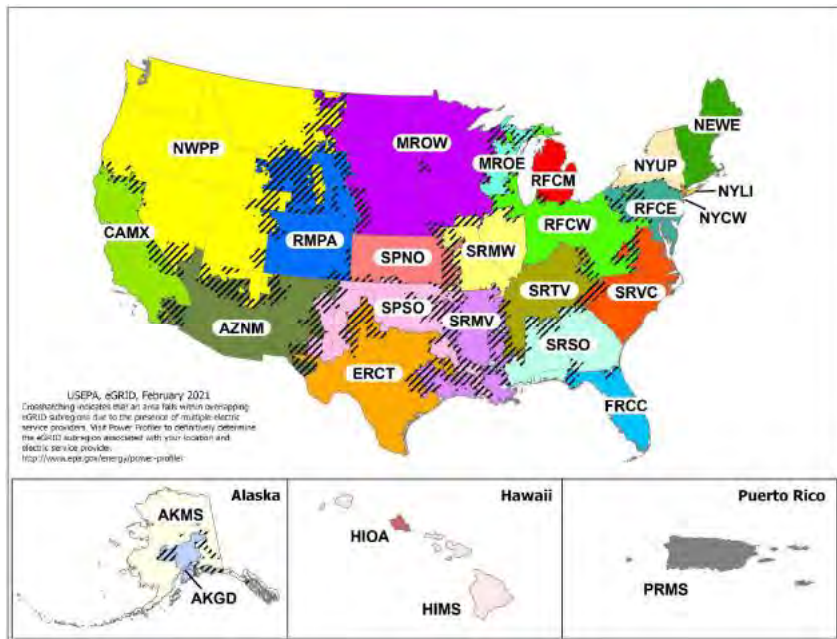 NEWE
NWPP
MROW
MROE
NYUP
RFCM
NYLI
RFCE
NYCW
CAMX
RFCW
RMPA
SRMW
SPNO
SRTV
SRVC
SPSO
AZNM
SRMV
SRSO
ERCT
FRCC
USEPA, eGRID, February 2021
Crosshatching indicates that an area falls within overlapping
eGRID subregions due to the presence of multiple electric
service providers. Visit Power Profiler to definitively determine
the eGRID subregion associated with your location and
electric service provider.
http://www.epa.gov/energy/power-profiler
Alaska
AKMS
AKGD
Hawaii
HIOA
HIMS
Puerto Rico
PRMS